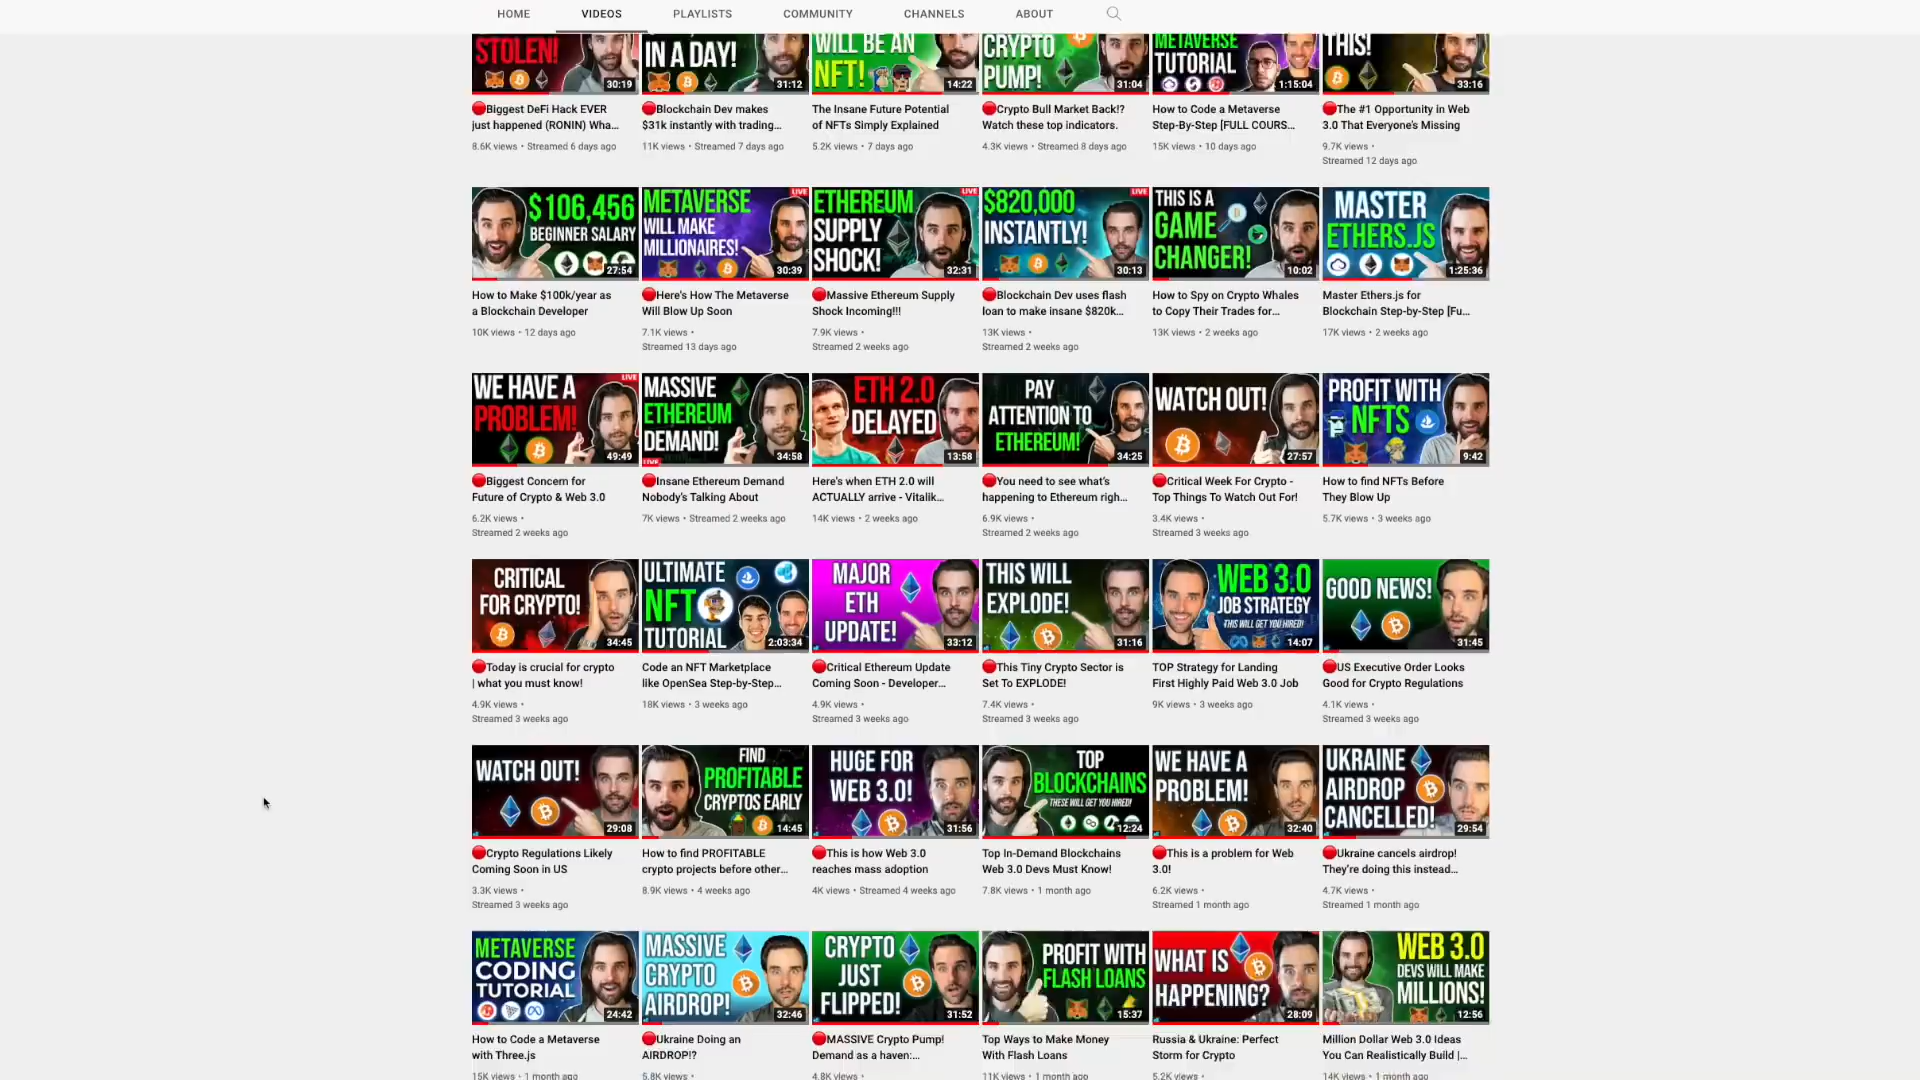 HOME
VIDEOS
PLAYLISTS
COMMUNITY
CHANNELS
ABOUT
STOLEN!
30:19
IN A DAY!
31:12
WILL BE AN
NFT!
14:22
CRYPTO
PUMP!
31:04
METAVERSE
TUTORIAL
1:15:04
THIS!
33:16
Biggest DeFi Hack EVER
just happened (RONIN) Wha...
8.6K views • Streamed 6 days ago
Blockchain Dev makes
$31k instantly with trading...
11K views • Streamed 7 days ago
The Insane Future Potential
of NFTs Simply Explained
5.2K views • 7 days ago
Crypto Bull Market Back!?
Watch these top indicators.
4.3K views • Streamed 8 days ago
How to Code a Metaverse
Step-By-Step [FULL COURS...
15K views • 10 days ago
The #1 Opportunity in Web
3.0 That Everyone's Missing
9.7K views •
Streamed 12 days ago
$106,456
BEGINNER SALARY
27:54
METAVERSE
WILL MAKE
MILLIONAIRES!
LIVE
30:39
ETHEREUM
SUPPLY
SHOCK!
LIVE
32:31
$820,000
INSTANTLY!
LIVE
30:13
THIS IS A
GAME
CHANGER!
10:02
MASTER
ETHERS.JS
1:25:36
How to Make $100k/year as
a Blockchain Developer
10K views • 12 days ago
Here's How The Metaverse
Will Blow Up Soon
7.1K views •
Streamed 13 days ago
Massive Ethereum Supply
Shock Incoming!!!
7.9K views •
Streamed 2 weeks ago
Blockchain Dev uses flash
loan to make insane $820k...
13K views •
Streamed 2 weeks ago
How to Spy on Crypto Whales
to Copy Their Trades for...
13K views • 2 weeks ago
Master Ethers.js for
Blockchain Step-by-Step [Fu...
17K views • 2 weeks ago
WE HAVE A
PROBLEM!
LIVE
49:49
MASSIVE
ETHEREUM
DEMAND!
LIVE
34:58
ETH 2.0
DELAYED
13:58
PAY
ATTENTION TO
ETHEREUM!
34:25
WATCH OUT!
27:57
PROFIT WITH
NFTS
9:42
Biggest Concern for
Future of Crypto & Web 3.0
6.2K views •
Streamed 2 weeks ago
Insane Ethereum Demand
Nobody's Talking About
7K views • Streamed 2 weeks ago
Here's when ETH 2.0 will
ACTUALLY arrive - Vitalik...
14K views • 2 weeks ago
You need to see what's
happening to Ethereum righ...
6.9K views •
Streamed 2 weeks ago
Critical Week For Crypto -
Top Things To Watch Out For!
3.4K views •
Streamed 3 weeks ago
How to find NFTs Before
They Blow Up
5.7K views • 3 weeks ago
CRITICAL
FOR CRYPTO!
34:45
ULTIMATE
NFT
TUTORIAL
2:03:34
MAJOR
ETH
UPDATE!
33:12
THIS WILL
EXPLODE!
31:16
WEB 3.0
JOB STRATEGY
THIS WILL GET YOU HIRED!
14:07
GOOD NEWS!
31:45
Today is crucial for crypto
| what you must know!
4.9K views •
Streamed 3 weeks ago
Code an NFT Marketplace
like OpenSea Step-by-Step...
18K views • 3 weeks ago
Critical Ethereum Update
Coming Soon - Developer...
4.9K views •
Streamed 3 weeks ago
This Tiny Crypto Sector is
Set To EXPLODE!
7.4K views •
Streamed 3 weeks ago
TOP Strategy for Landing
First Highly Paid Web 3.0 Job
9K views • 3 weeks ago
US Executive Order Looks
Good for Crypto Regulations
4.1K views •
Streamed 3 weeks ago
WATCH OUT!
29:08
FIND
PROFITABLE
CRYPTOS EARLY
14:45
HUGE FOR
WEB 3.0!
31:56
TOP
BLOCKCHAINS
THESE WILL GET YOU HIRED!
12:24
WE HAVE A
PROBLEM!
32:40
UKRAINE
AIRDROP
CANCELLED!
29:54
Crypto Regulations Likely
Coming Soon in US
3.3K views •
Streamed 3 weeks ago
How to find PROFITABLE
crypto projects before other...
8.9K views • 4 weeks ago
This is how Web 3.0
reaches mass adoption
4K views • Streamed 4 weeks ago
Top In-Demand Blockchains
Web 3.0 Devs Must Know!
7.8K views • 1 month ago
This is a problem for Web
3.0!
6.2K views •
Streamed 1 month ago
Ukraine cancels airdrop!
They're doing this instead...
4.7K views •
Streamed 1 month ago
METAVERSE
CODING
TUTORIAL
24:42
MASSIVE
CRYPTO
AIRDROP!
32:46
CRYPTO
JUST
FLIPPED!
31:52
PROFIT WITH
FLASH LOANS
15:37
WHAT IS
HAPPENING?
28:09
WEB 3.0
DEVS WILL MAKE
MILLIONS!
12:56
How to Code a Metaverse
with Three.js
15K views • 1 month ago
Ukraine Doing an
AIRDROP!?
5.8K views •
MASSIVE Crypto Pump!
Demand as a haven:...
4.8K views •
Top Ways to Make Money
With Flash Loans
11K views • 1 month ago
Russia & Ukraine: Perfect
Storm for Crypto
5.2K views •
Million Dollar Web 3.0 Ideas
You Can Realistically Build |...
14K views • 1 month ago